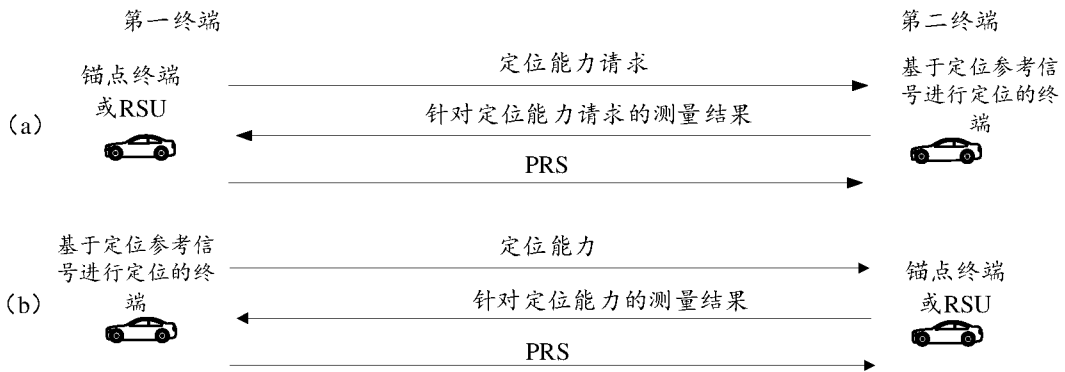 第一终端
第二终端
锚点终端
或RSU
定位能力请求
基于定位参考信
号进行定位的终
端
(a)
针对定位能力请求的测量结果
PRS
基于定位参考信
号进行定位的终
端
定位能力
锚点终端
或RSU
(b)
针对定位能力的测量结果
PRS